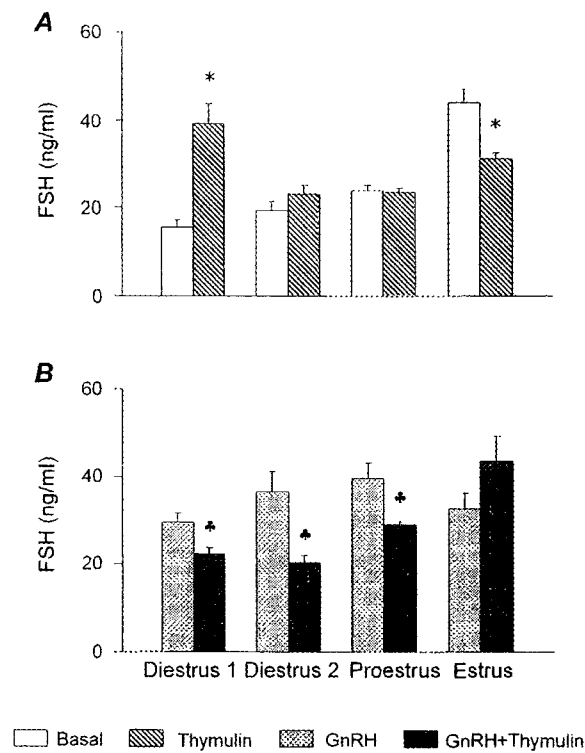 A
60
40
20
0
FSH (ng/ml)
*
*
B
60
40
20
0
FSH (ng/ml)
♣
♣
♣
Diestrus 1 Diestrus 2 Proestrus Estrus
Basal Thymulin GnRH GnRH+Thymulin